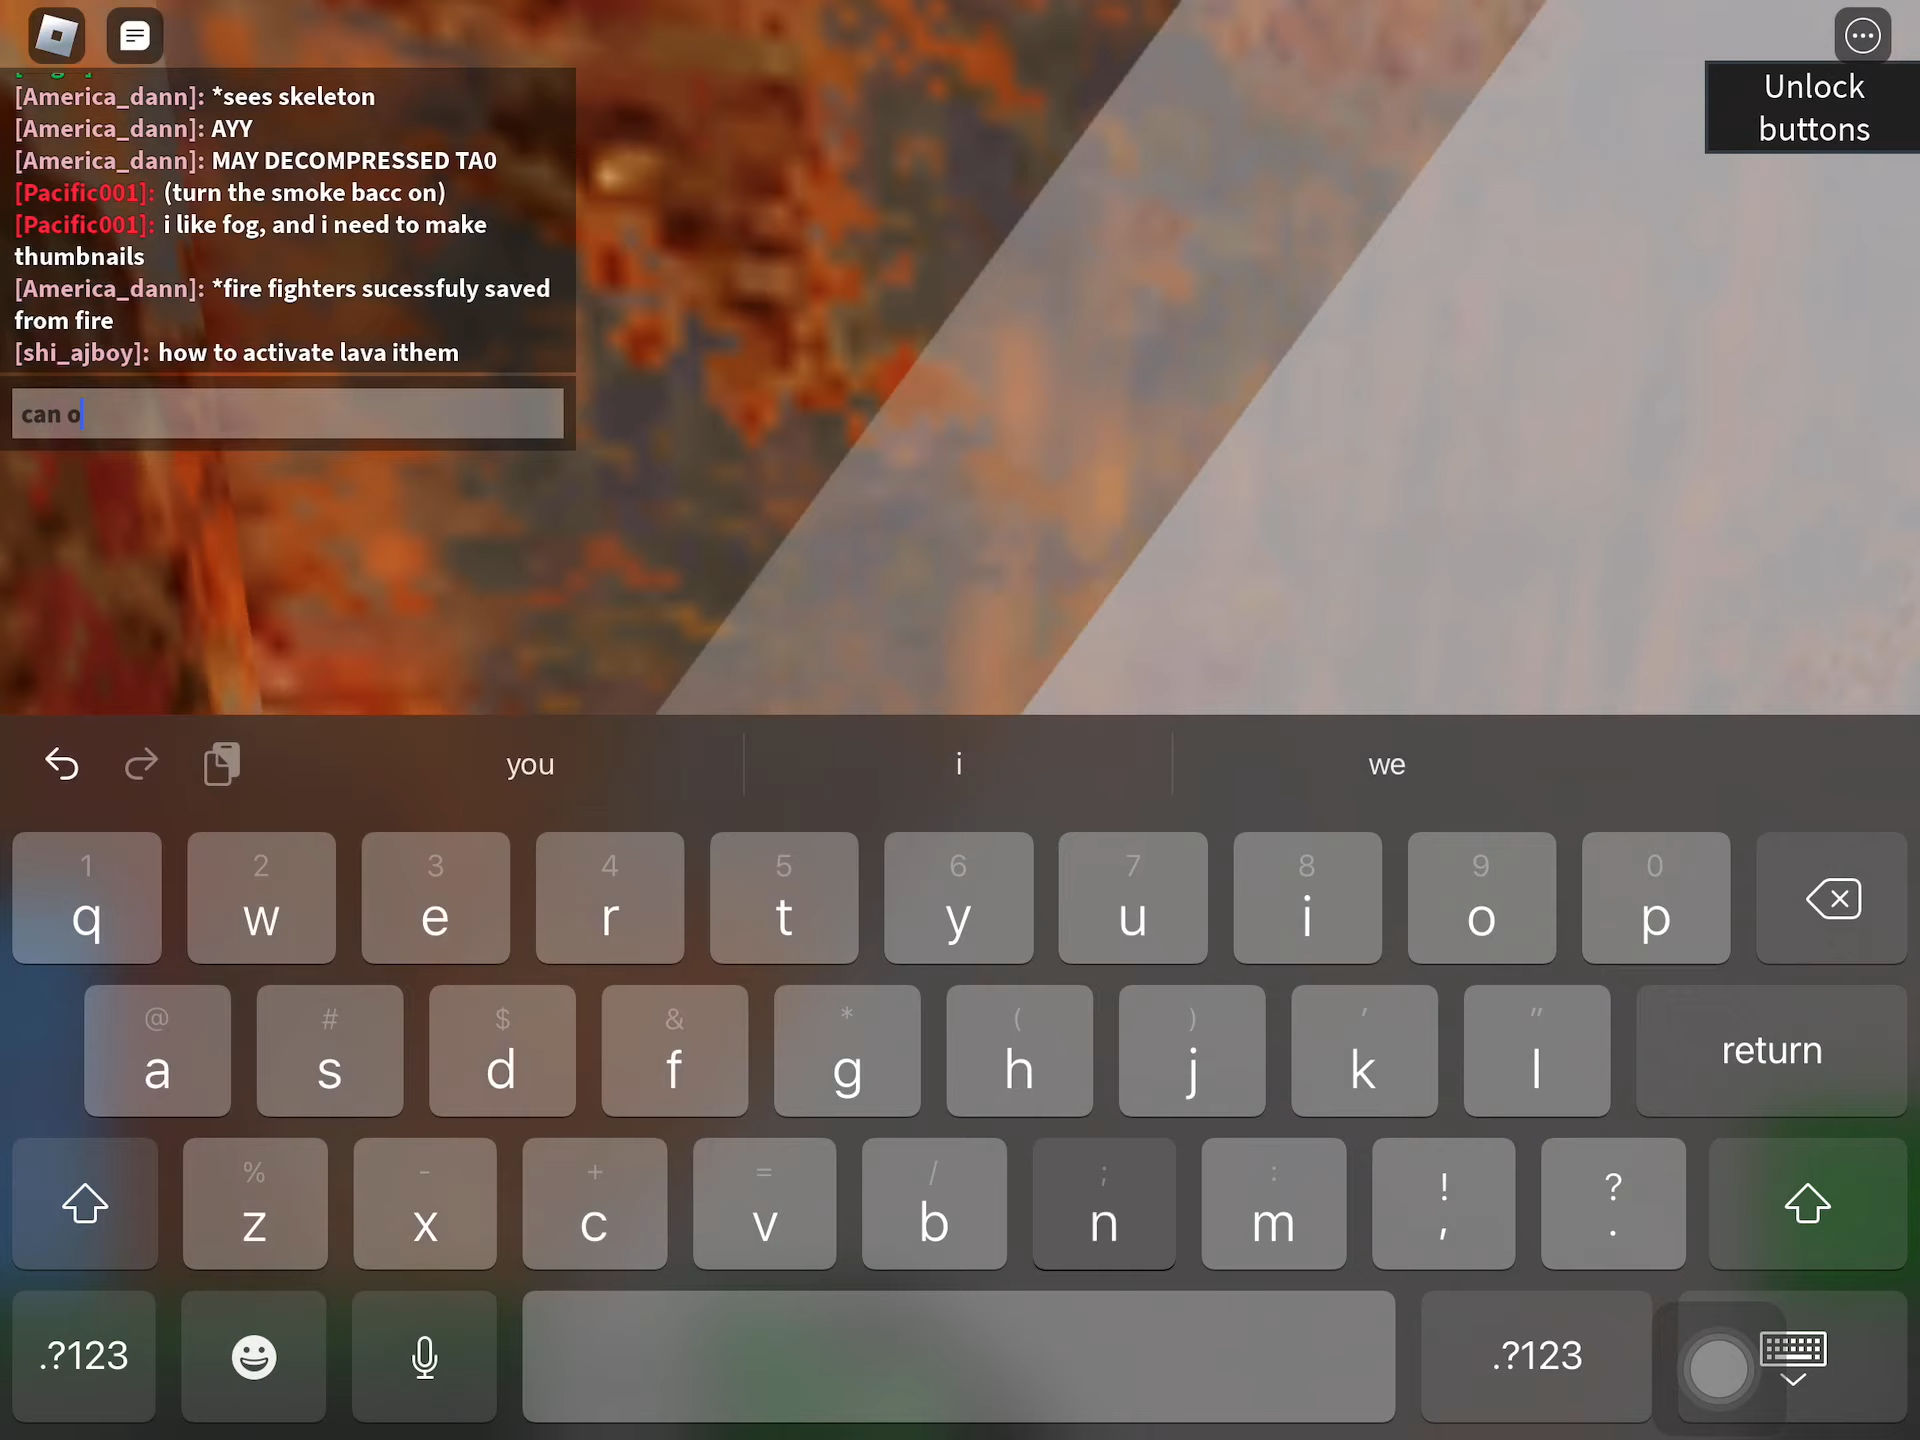 [America_dann]: *sees skeleton
[America_dann]: AYY
[America_dann]: MAY DECOMPRESSED TA0
[Pacific001]: (turn the smoke bacc on)
[Pacific001]: i like fog, and i need to make
thumbnails
[America_dann]: *fire fighters sucessfuly saved
from fire
[shi_ajboy]: how to activate lava ithem
can o
Unlock
buttons
you i we
1 2 3 4 5 6 7 8 9 0
q w e r t y u i o p
@ # $ & * ( ) ' "
a s d f g h j k l return
% - + = / ; : ! ?
z x c v b n m , .
.?123 .?123